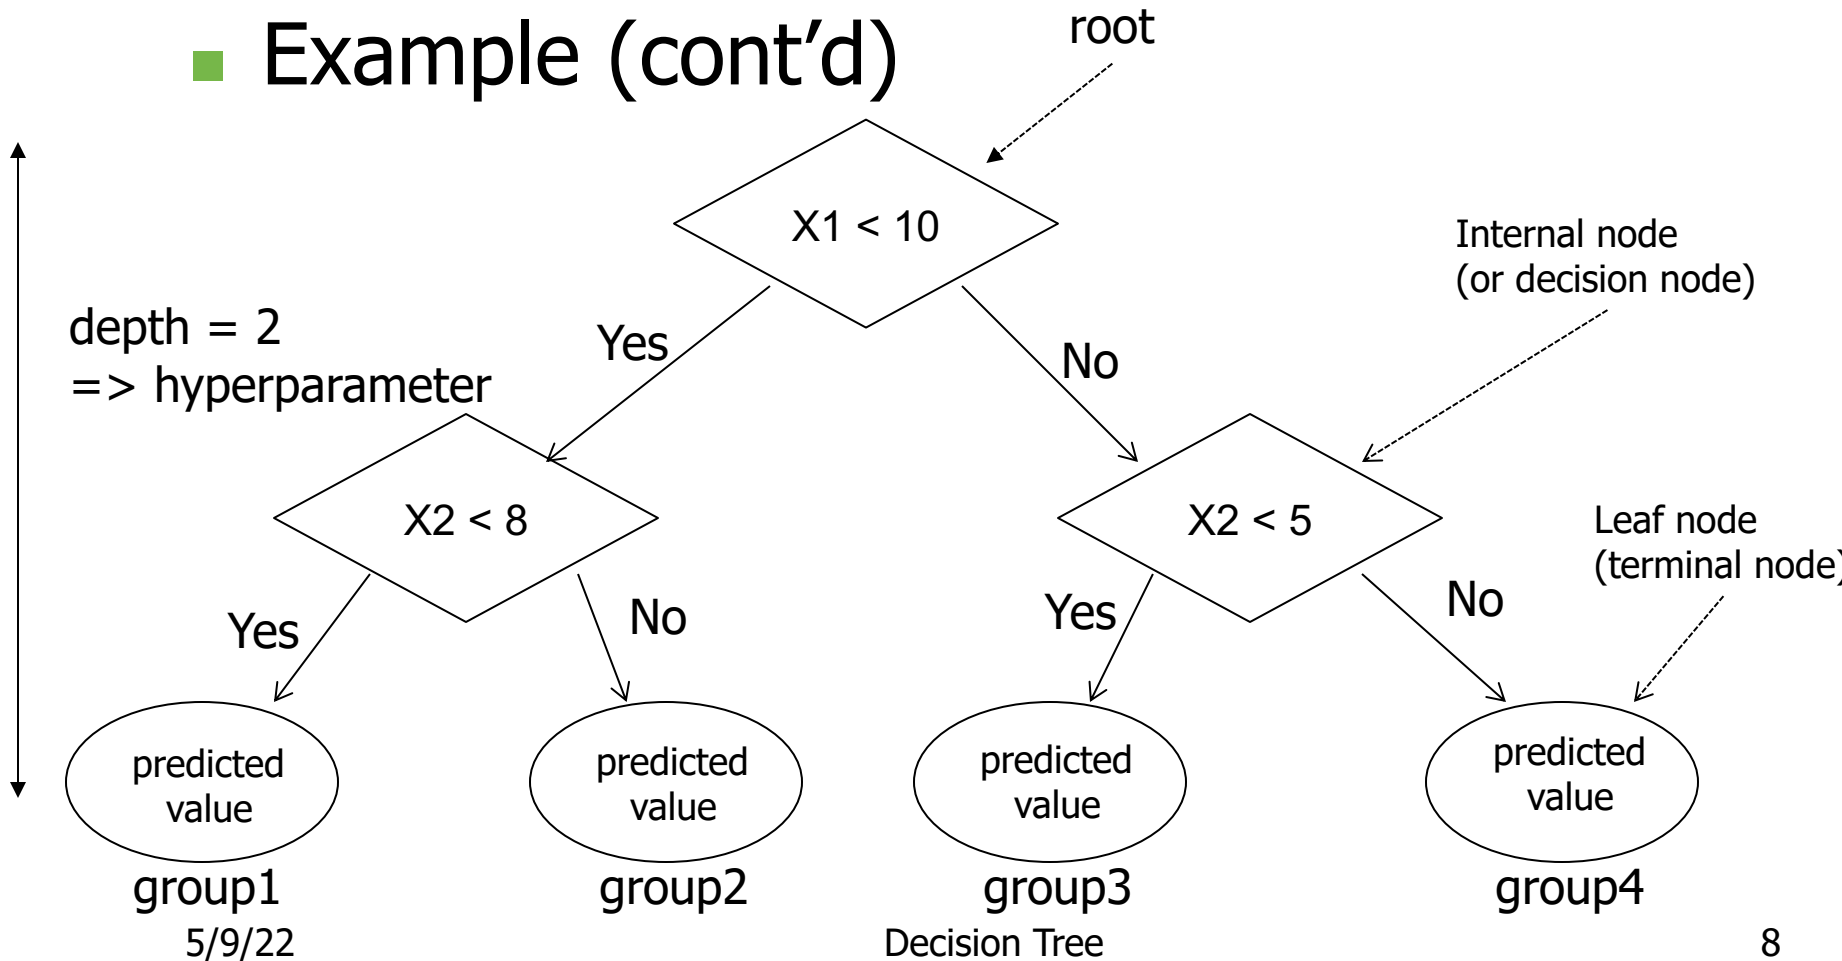 Example (cont’d)
root
X1 < 10
Internal node
(or decision node)
depth = 2
=> hyperparameter
Yes
No
X2 < 8
X2 < 5
Leaf node
(terminal node)
Yes
No
Yes
No
predicted
value
predicted
value
predicted
value
predicted
value
group1
group2
group3
group4
5/9/22
Decision Tree
8